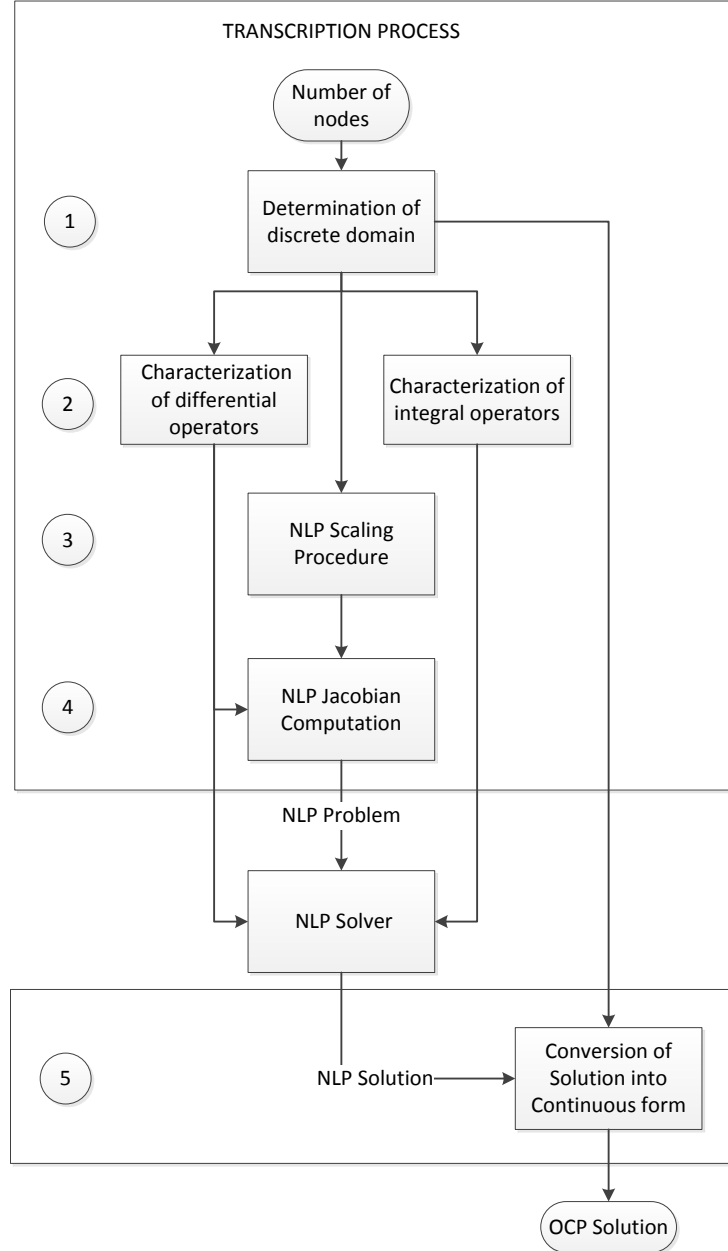 TRANSCRIPTION PROCESS
Number of
nodes
1
Determination of
discrete domain
2
Characterization
of differential
operators
Characterization of
integral operators
3
NLP Scaling
Procedure
4
NLP Jacobian
Computation
NLP Problem
NLP Solver
5
NLP Solution
Conversion of
Solution into
Continuous form
OCP Solution